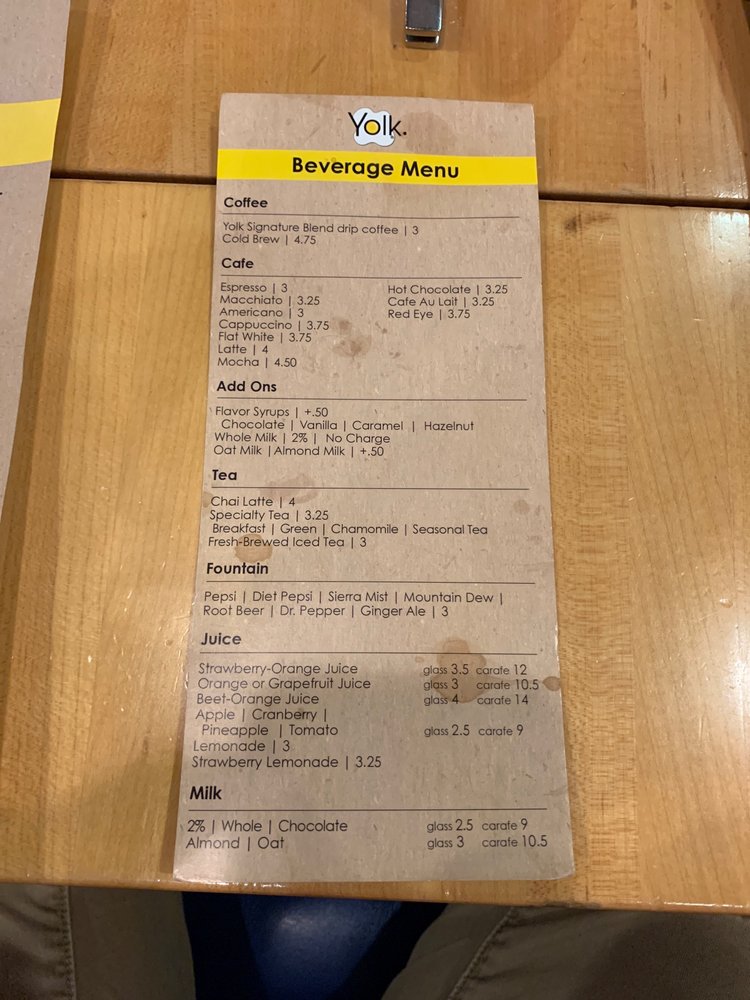 Yolk.
Beverage Menu
Coffee
Yolk Signature Blend drip coffee | 3
Cold Brew | 4.75
Cafe
Espresso | 3
Macchiato | 3.25
Americano | 3
Cappuccino | 3.75
Flat White | 3.75
Latte | 4
Mocha | 4.50
Hot Chocolate | 3.25
Cafe Au Lait | 3.25
Red Eye | 3.75
Add Ons
Flavor Syrups | +.50
Chocolate | Vanilla | Caramel | Hazelnut
Whole Milk | 2% | No Charge
Oat Milk | Almond Milk | +.50
Tea
Chai Latte | 4
Specialty Tea | 3.25
Breakfast | Green | Chamomile | Seasonal Tea
Fresh-Brewed Iced Tea | 3
Fountain
Pepsi | Diet Pepsi | Sierra Mist | Mountain Dew |
Root Beer | Dr. Pepper | Ginger Ale | 3
Juice
Strawberry-Orange Juice glass 3.5 carafe 12
Orange or Grapefruit Juice glass 3 carafe 10.5
Beet-Orange Juice glass 4 carafe 14
Apple | Cranberry |
Pineapple | Tomato glass 2.5 carafe 9
Lemonade | 3
Strawberry Lemonade | 3.25
Milk
2% | Whole | Chocolate glass 2.5 carafe 9
Almond | Oat glass 3 carafe 10.5